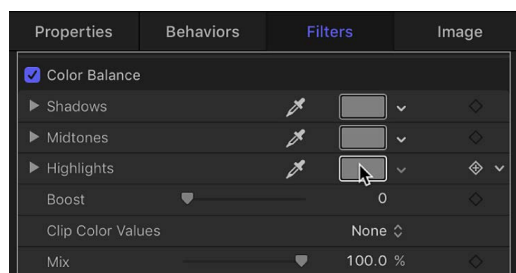 Properties Behaviors Filters Image
Color Balance
Shadows
Midtones
Highlights
Boost 0
Clip Color Values None
Mix 100.0 %